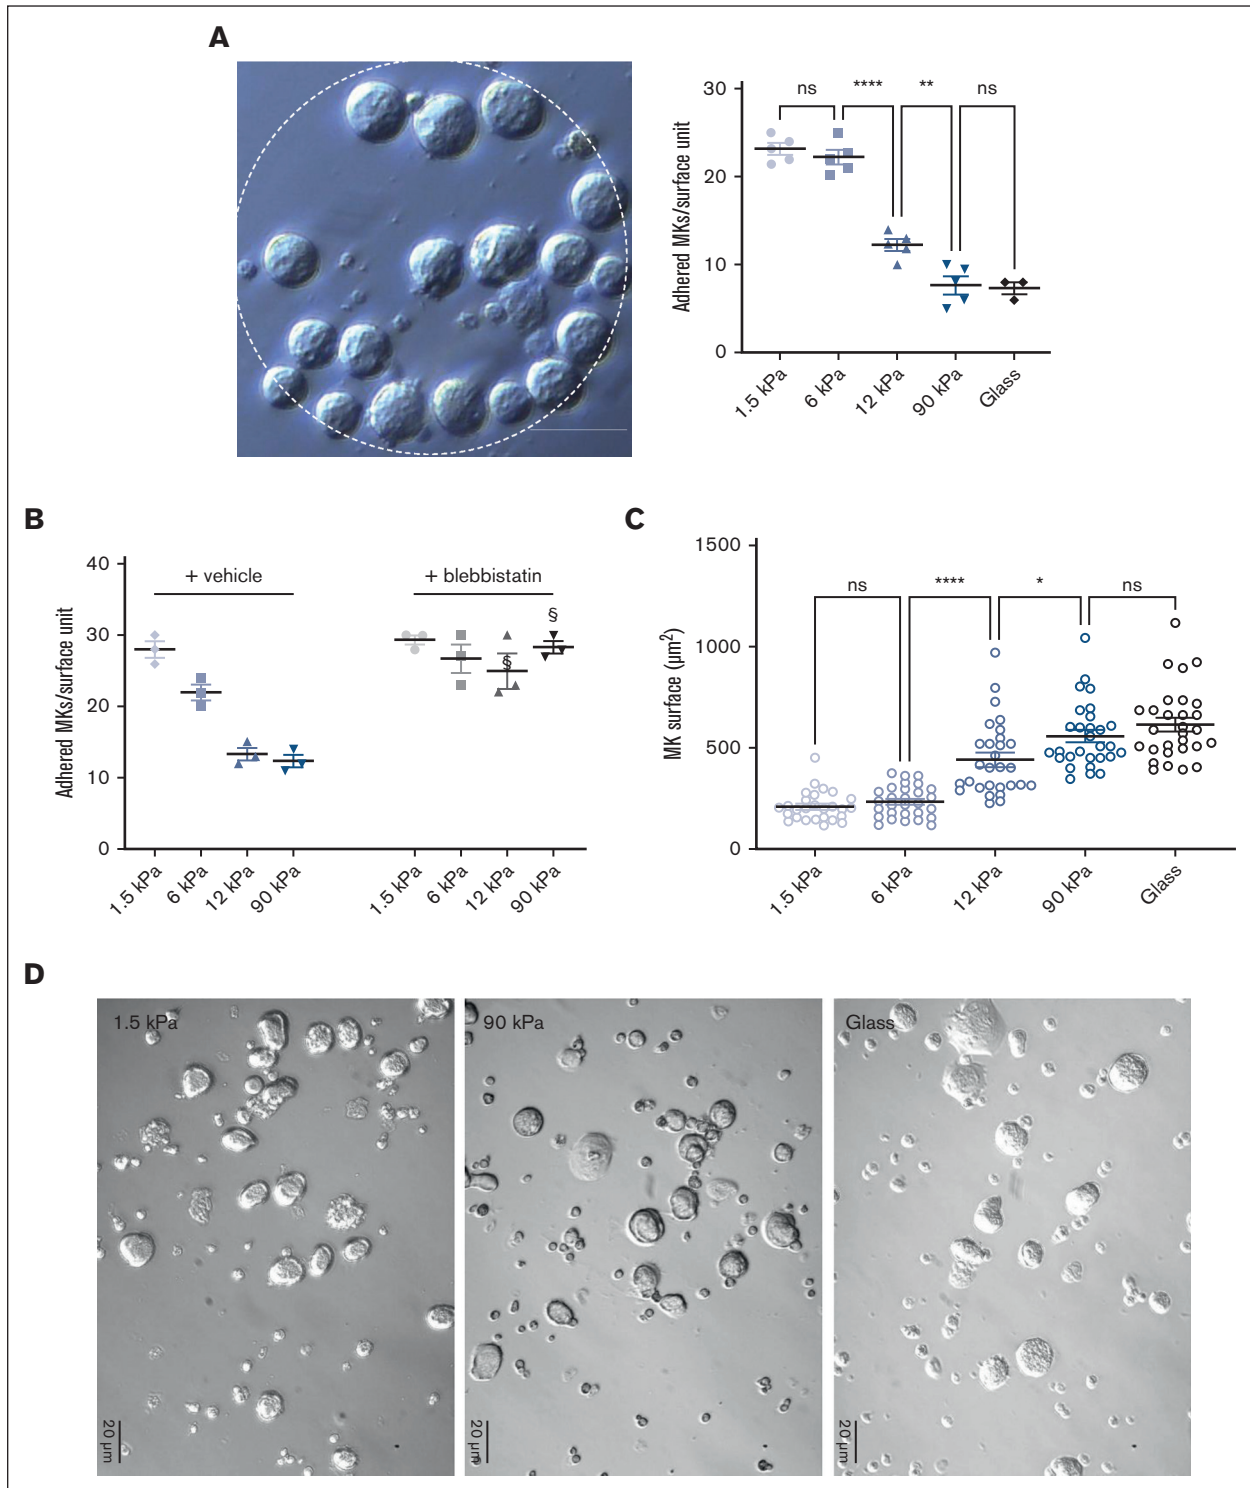 A
Adhered MKs/surface unit
30
20
10
0
ns
****
**
ns
1.5 kPa
6 kPa
12 kPa
90 kPa
Glass
B
Adhered MKs/surface unit
40
30
20
10
0
+ vehicle
+ blebbistatin
§
§
1.5 kPa
6 kPa
12 kPa
90 kPa
1.5 kPa
6 kPa
12 kPa
90 kPa
C
MK surface (µm²)
1500
1000
500
0
ns
****
*
ns
1.5 kPa
6 kPa
12 kPa
90 kPa
Glass
D
1.5 kPa
20 µm
90 kPa
20 µm
Glass
20 µm